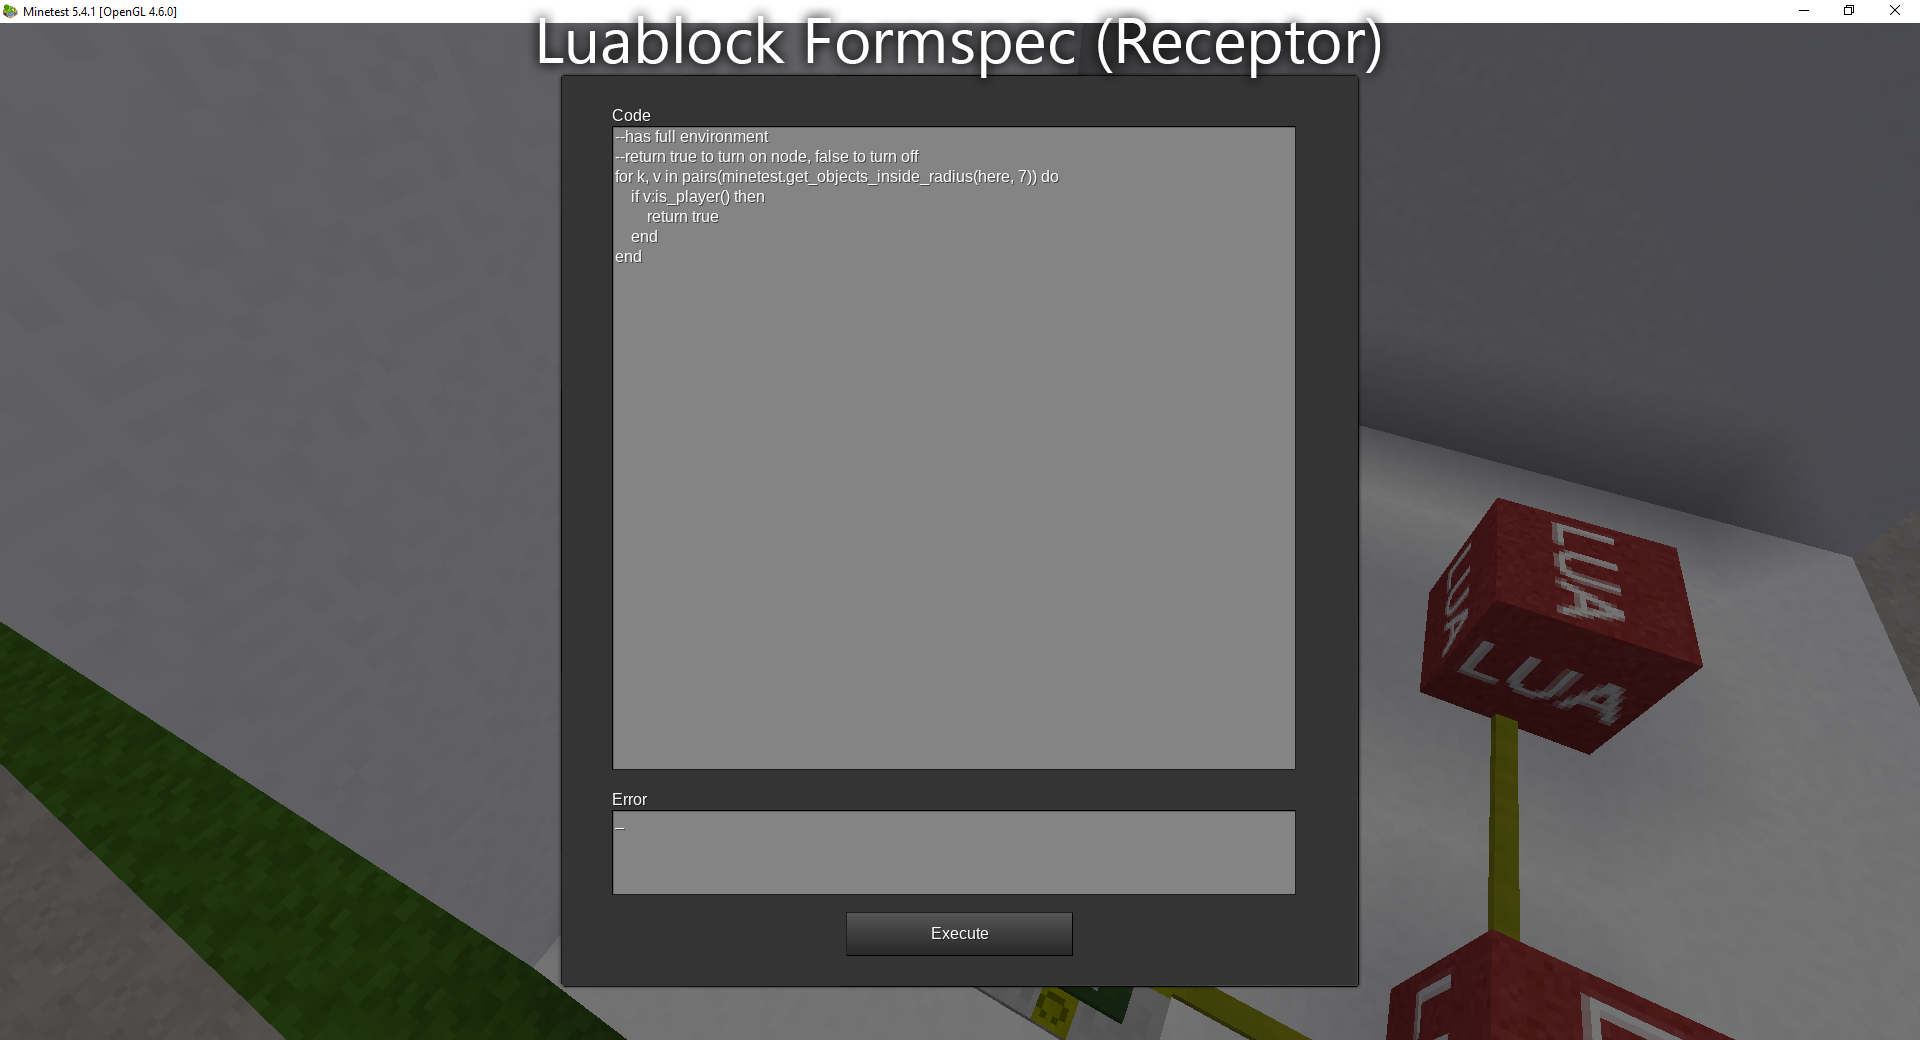 Minetest 5.4.1 [OpenGL 4.6.0]
Luablock Formspec (Receptor)
Code
--has full environment
--return true to turn on node, false to turn off
for k, v in pairs(minetest.get_objects_inside_radius(here, 7)) do
    if v:is_player() then
        return true
    end
end
Error
_
Execute
LUA
LUA
LUA